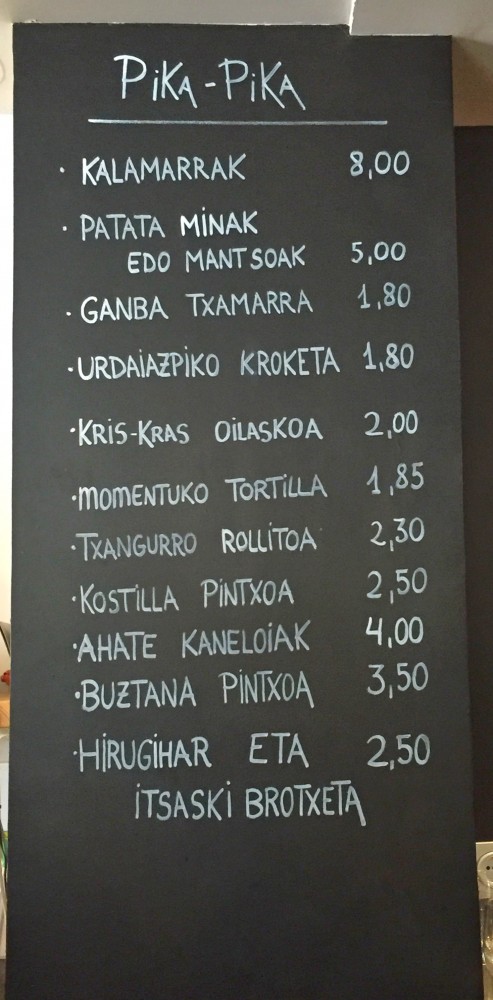 PiKA-PiKA
· KALAMARRAK 8,00
· PATATA MiNAK
EDO MANTSOAK 5,00
· GANBA TXAMARRA 1,80
· URDAiAZPiKO KROKETA 1,80
· KRiS-KRAS OiLASKOA 2,00
· MOMENTUKO TORTiLLA 1,85
· TXANGURRO ROLLiTOA 2,30
· KOSTiLLA PiNTXOA 2,50
· AHATE KANELOiAK 4,00
· BUZTANA PiNTXOA 3,50
· HiRUGiHAR ETA 2,50
iTSASKi BROTXETA